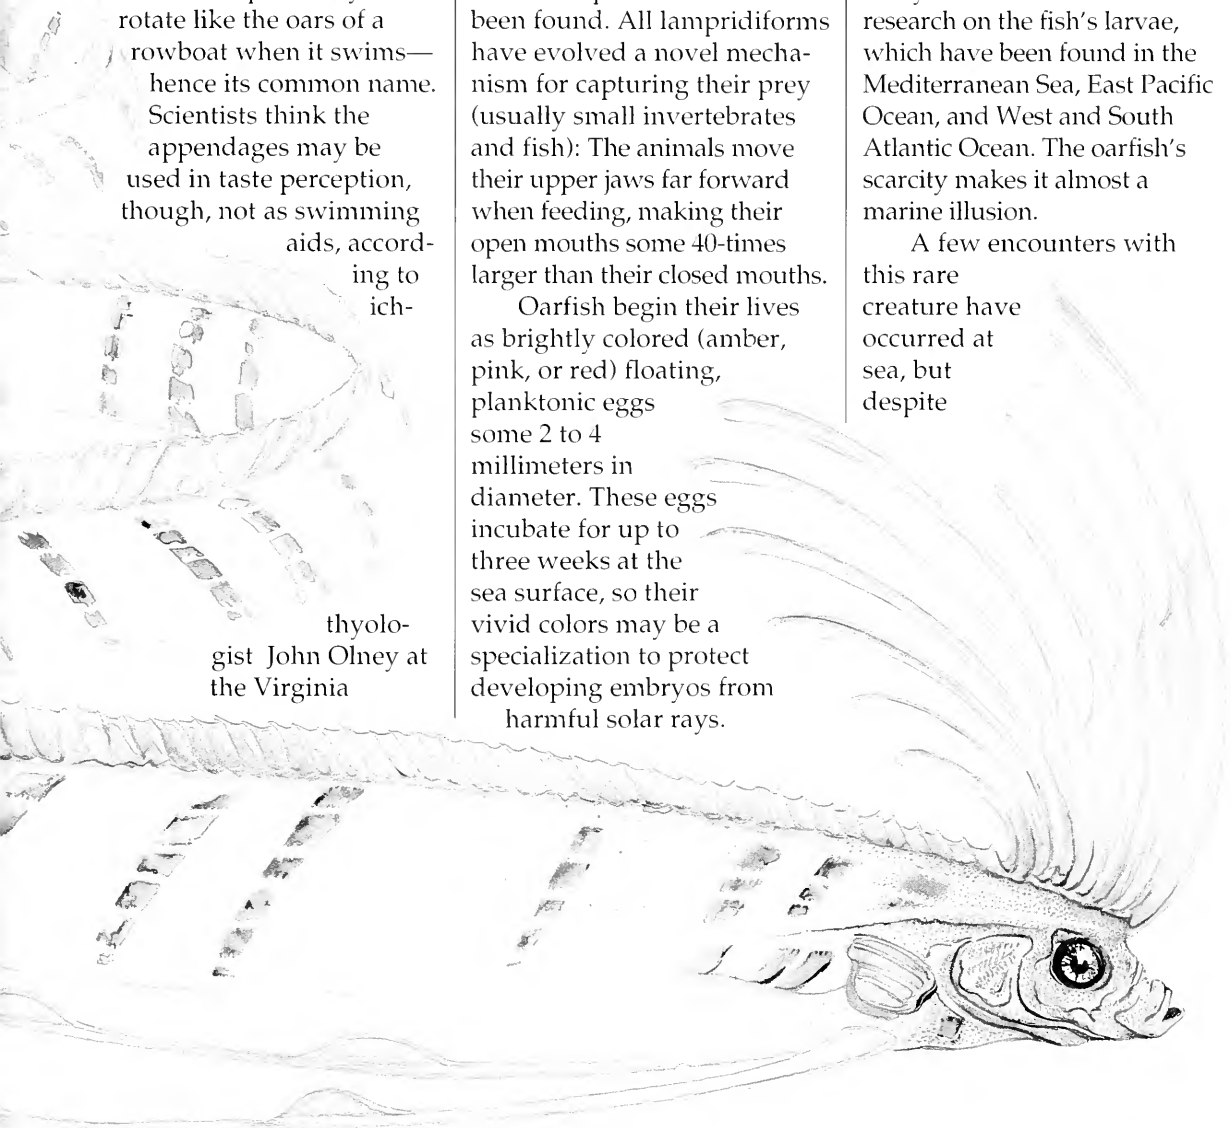 rotate like the oars of a
rowboat when it swims—
hence its common name.
Scientists think the
appendages may be
used in taste perception,
though, not as swimming
aids, accord-
ing to
ich-
thyolo-
gist John Olney at
the Virginia
been found. All lampridiforms
have evolved a novel mecha-
nism for capturing their prey
(usually small invertebrates
and fish): The animals move
their upper jaws far forward
when feeding, making their
open mouths some 40-times
larger than their closed mouths.
Oarfish begin their lives
as brightly colored (amber,
pink, or red) floating,
planktonic eggs
some 2 to 4
millimeters in
diameter. These eggs
incubate for up to
three weeks at the
sea surface, so their
vivid colors may be a
specialization to protect
developing embryos from
harmful solar rays.
research on the fish's larvae,
which have been found in the
Mediterranean Sea, East Pacific
Ocean, and West and South
Atlantic Ocean. The oarfish's
scarcity makes it almost a
marine illusion.
A few encounters with
this rare
creature have
occurred at
sea, but
despite